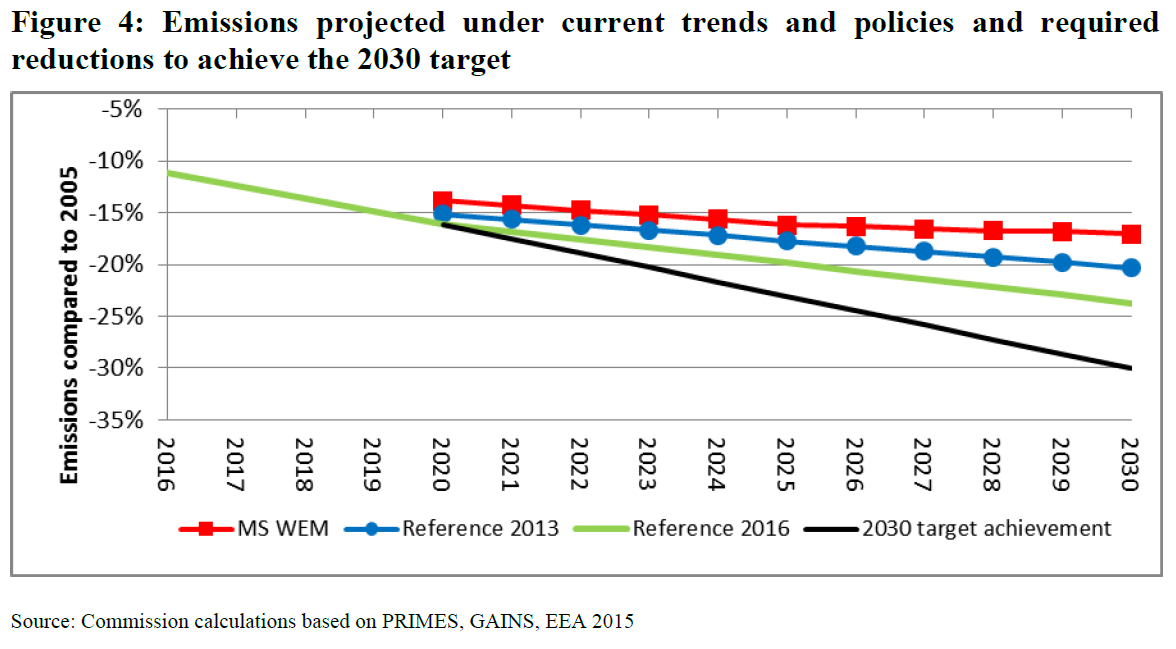 Figure 4: Emissions projected under current trends and policies and required
reductions to achieve the 2030 target
Emissions compared to 2005
-5%
-10%
-15%
-20%
-25%
-30%
-35%
2016
2017
2018
2019
2020
2021
2022
2023
2024
2025
2026
2027
2028
2029
2030
MS WEM
Reference 2013
Reference 2016
2030 target achievement
Source: Commission calculations based on PRIMES, GAINS, EEA 2015